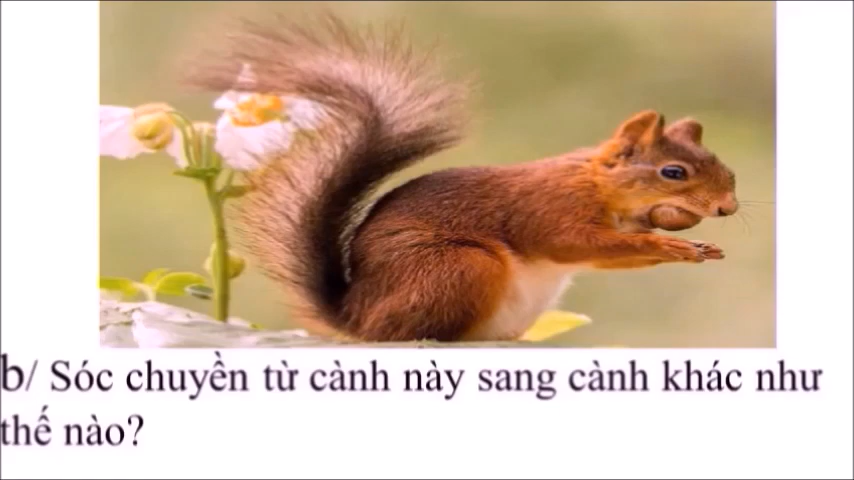 b/ Sóc chuyền từ cành này sang cành khác như
thế nào?